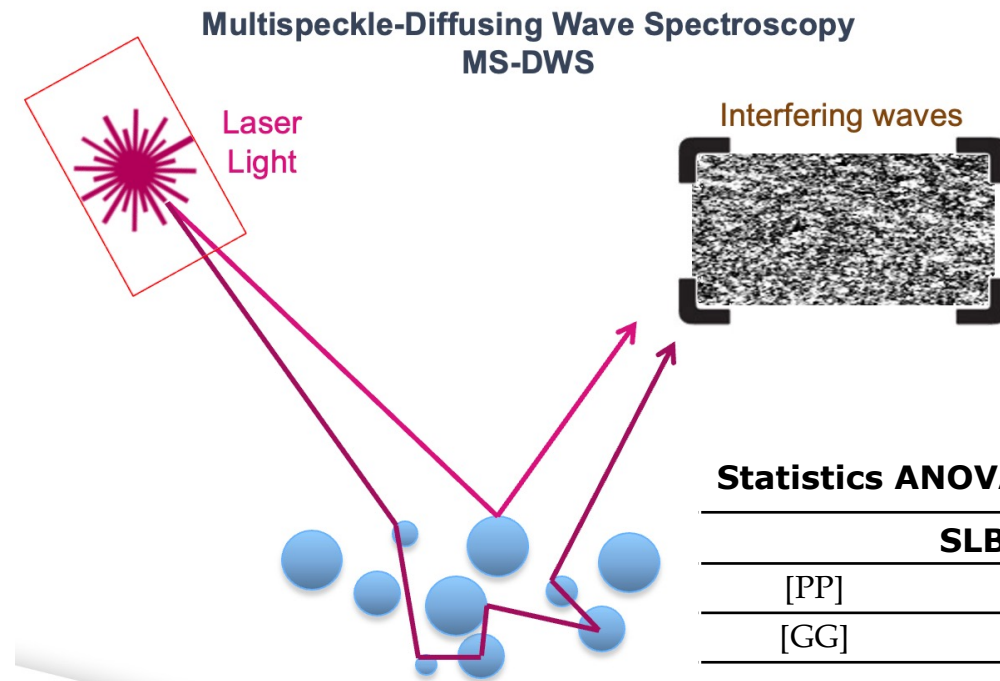 Multispeckle-Diffusing Wave Spectroscopy
MS-DWS
Laser
Light
Interfering waves
Statistics ANOVA
SLB
[PP]
[GG]